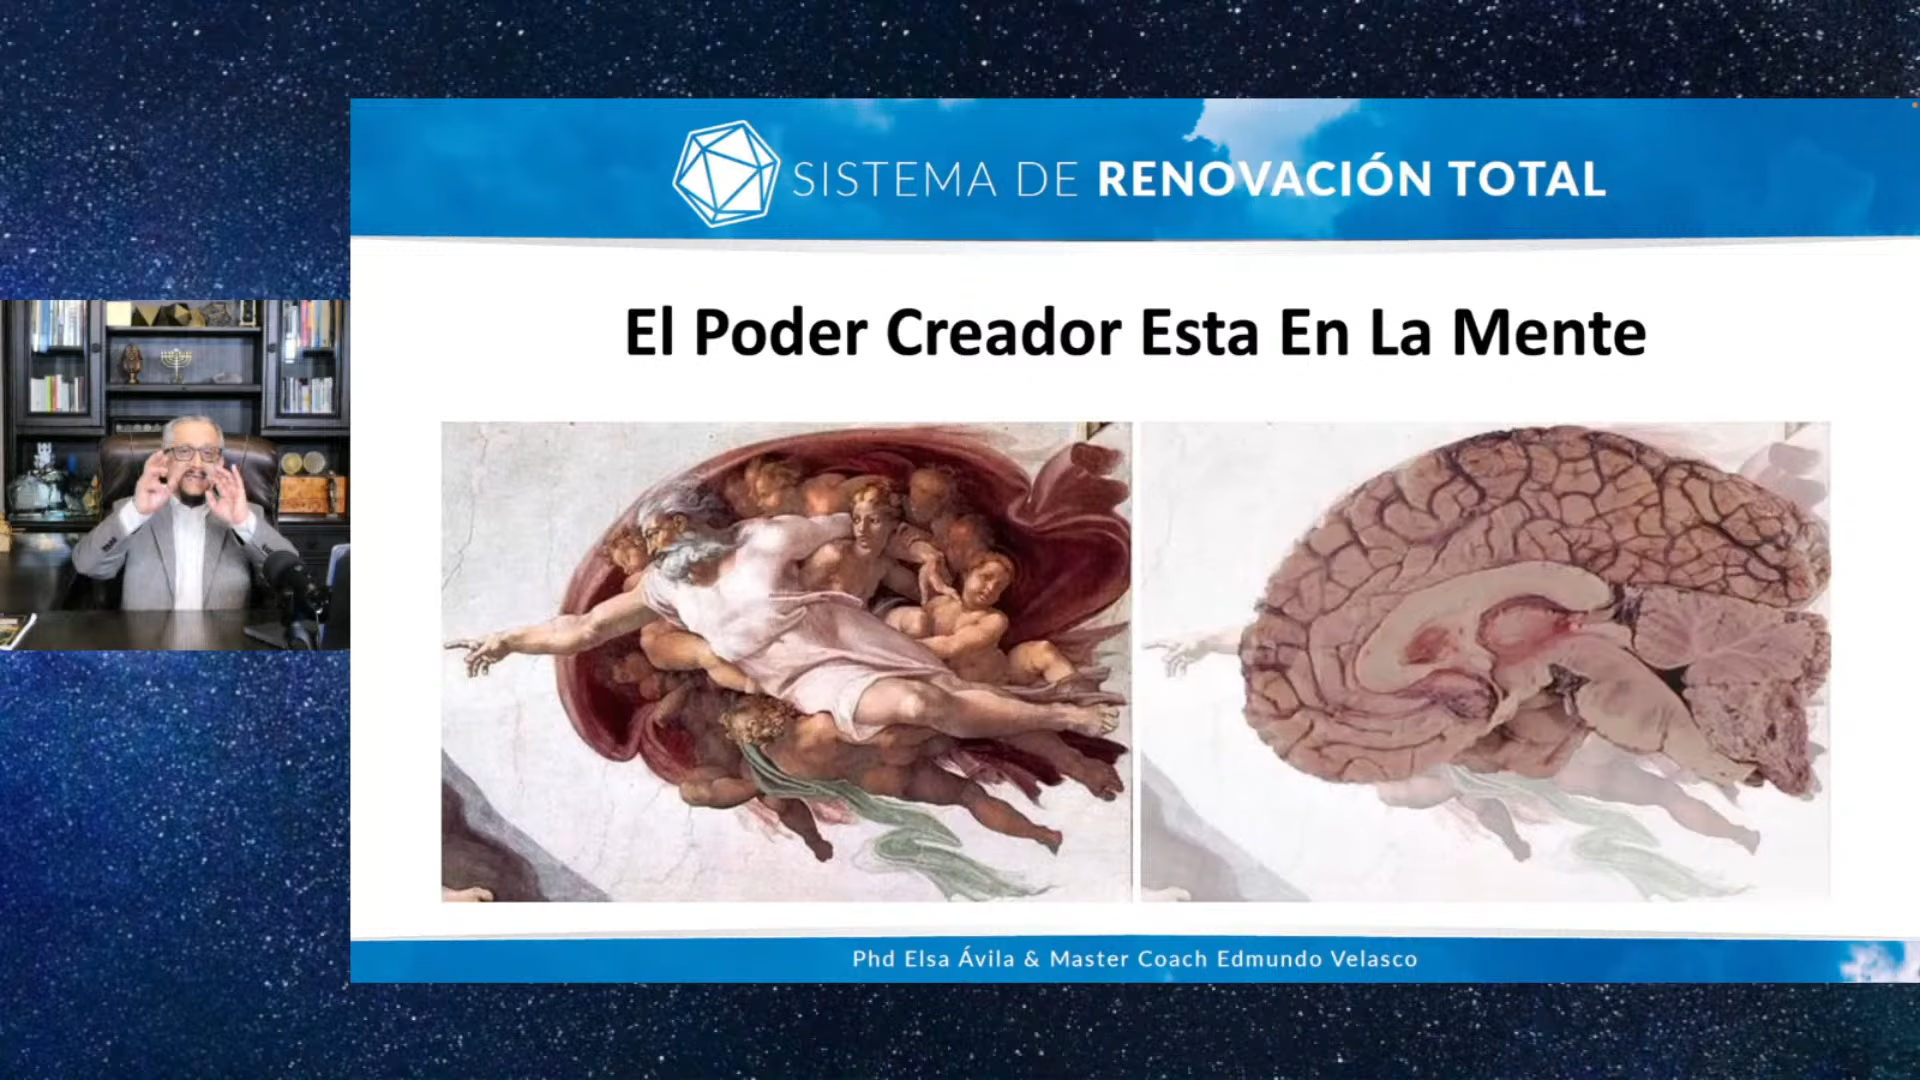 SISTEMA DE RENOVACIÓN TOTAL
El Poder Creador Esta En La Mente
Phd Elsa Ávila & Master Coach Edmundo Velasco